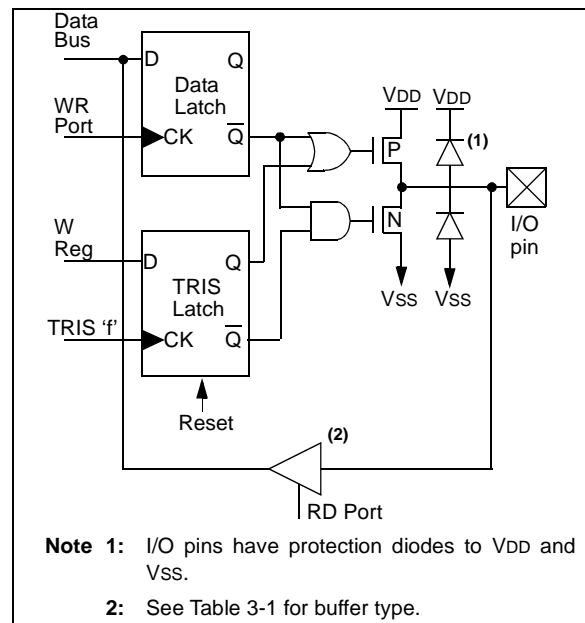 Data
Bus
D
Q
Data
Latch
WR
Port
CK
Q
VDD
VDD
(1)
P
N
I/O
pin
W
Reg
D
Q
TRIS
Latch
VSS
VSS
TRIS 'f'
CK
Q
Reset
(2)
RD Port
Note 1: I/O pins have protection diodes to VDD and
VSS.
2: See Table 3-1 for buffer type.